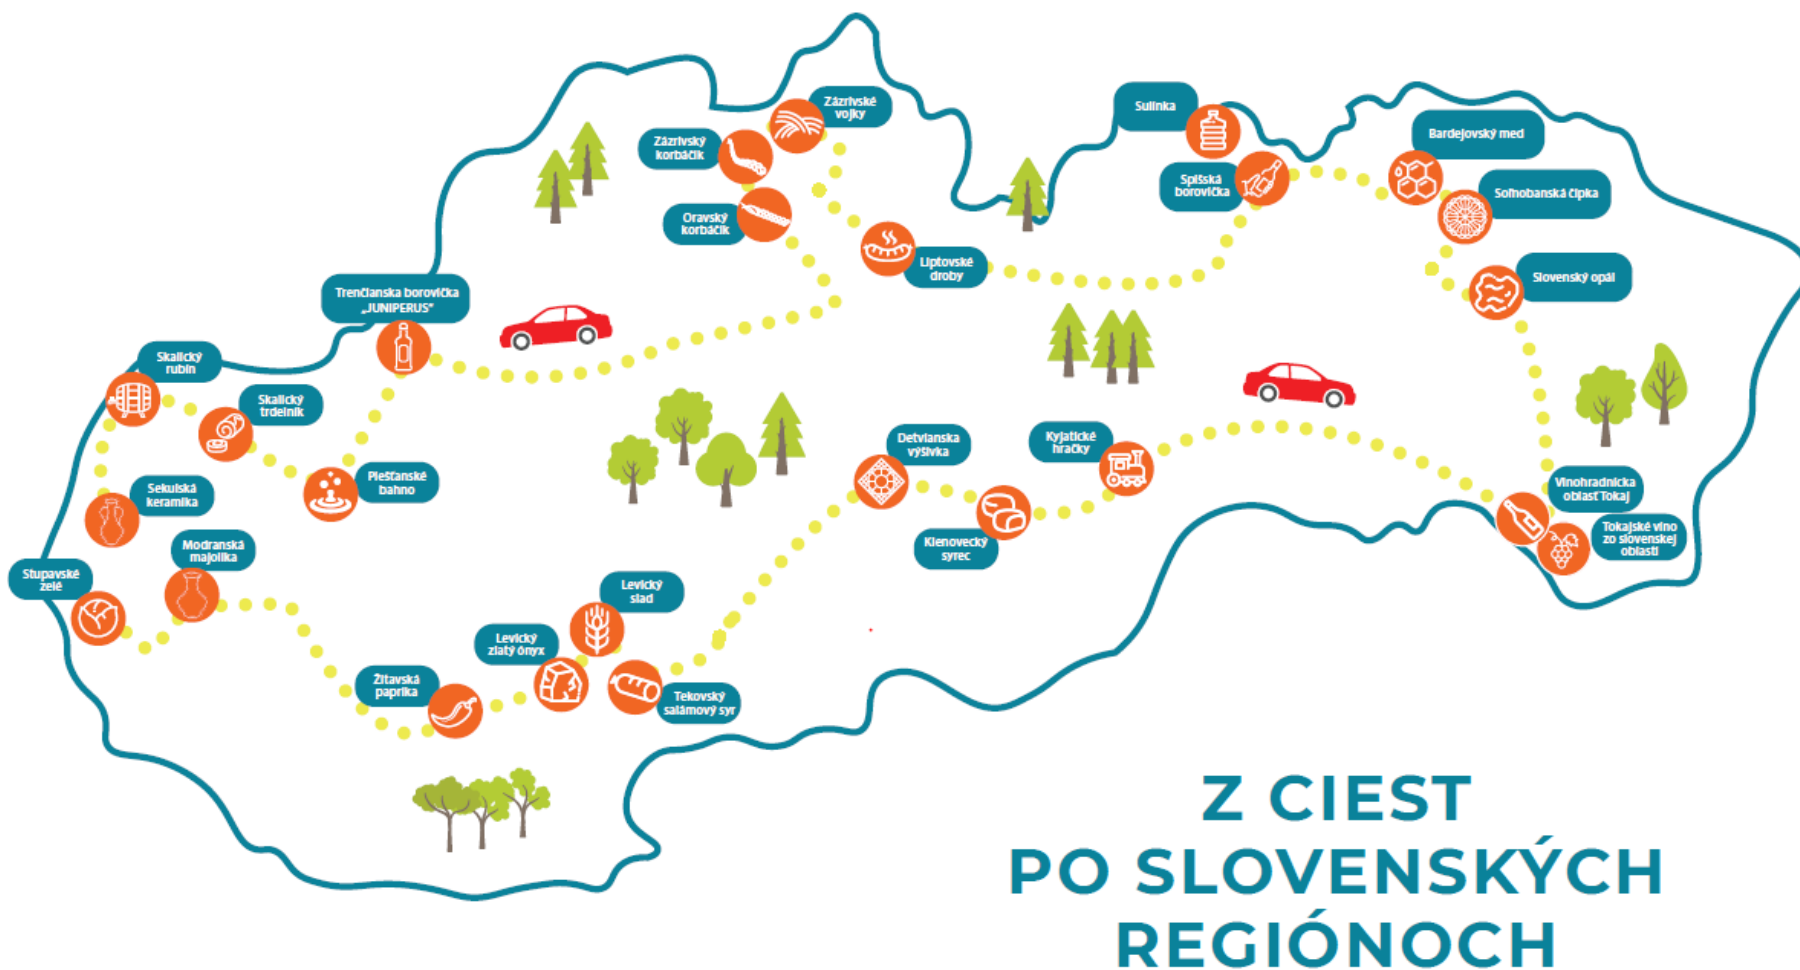 Zázrivské
vojky
Zázrivský
korbáčik
Oravský
korbáčik
Sulínka
Bardejovský med
Spišská
borovička
Soľnobanská čipka
Liptovské
droby
Slovenský opál
Trenčianska borovička
„JUNIPERUS“
Skalický
rubín
Skalický
trdelník
Piešťanské
bahno
Sekulská
keramika
Modranská
majolika
Stupavské
zelé
Detvianska
výšivka
Kyjatické
hračky
Klenovecký
syrec
Vinohradnícka
oblasť Tokaj
Tokajské víno
zo slovenskej
oblasti
Levický
slad
Levický
zlatý ónyx
Žitavská
paprika
Tekovský
salámový syr
Z CIEST
PO SLOVENSKÝCH
REGIÓNOCH